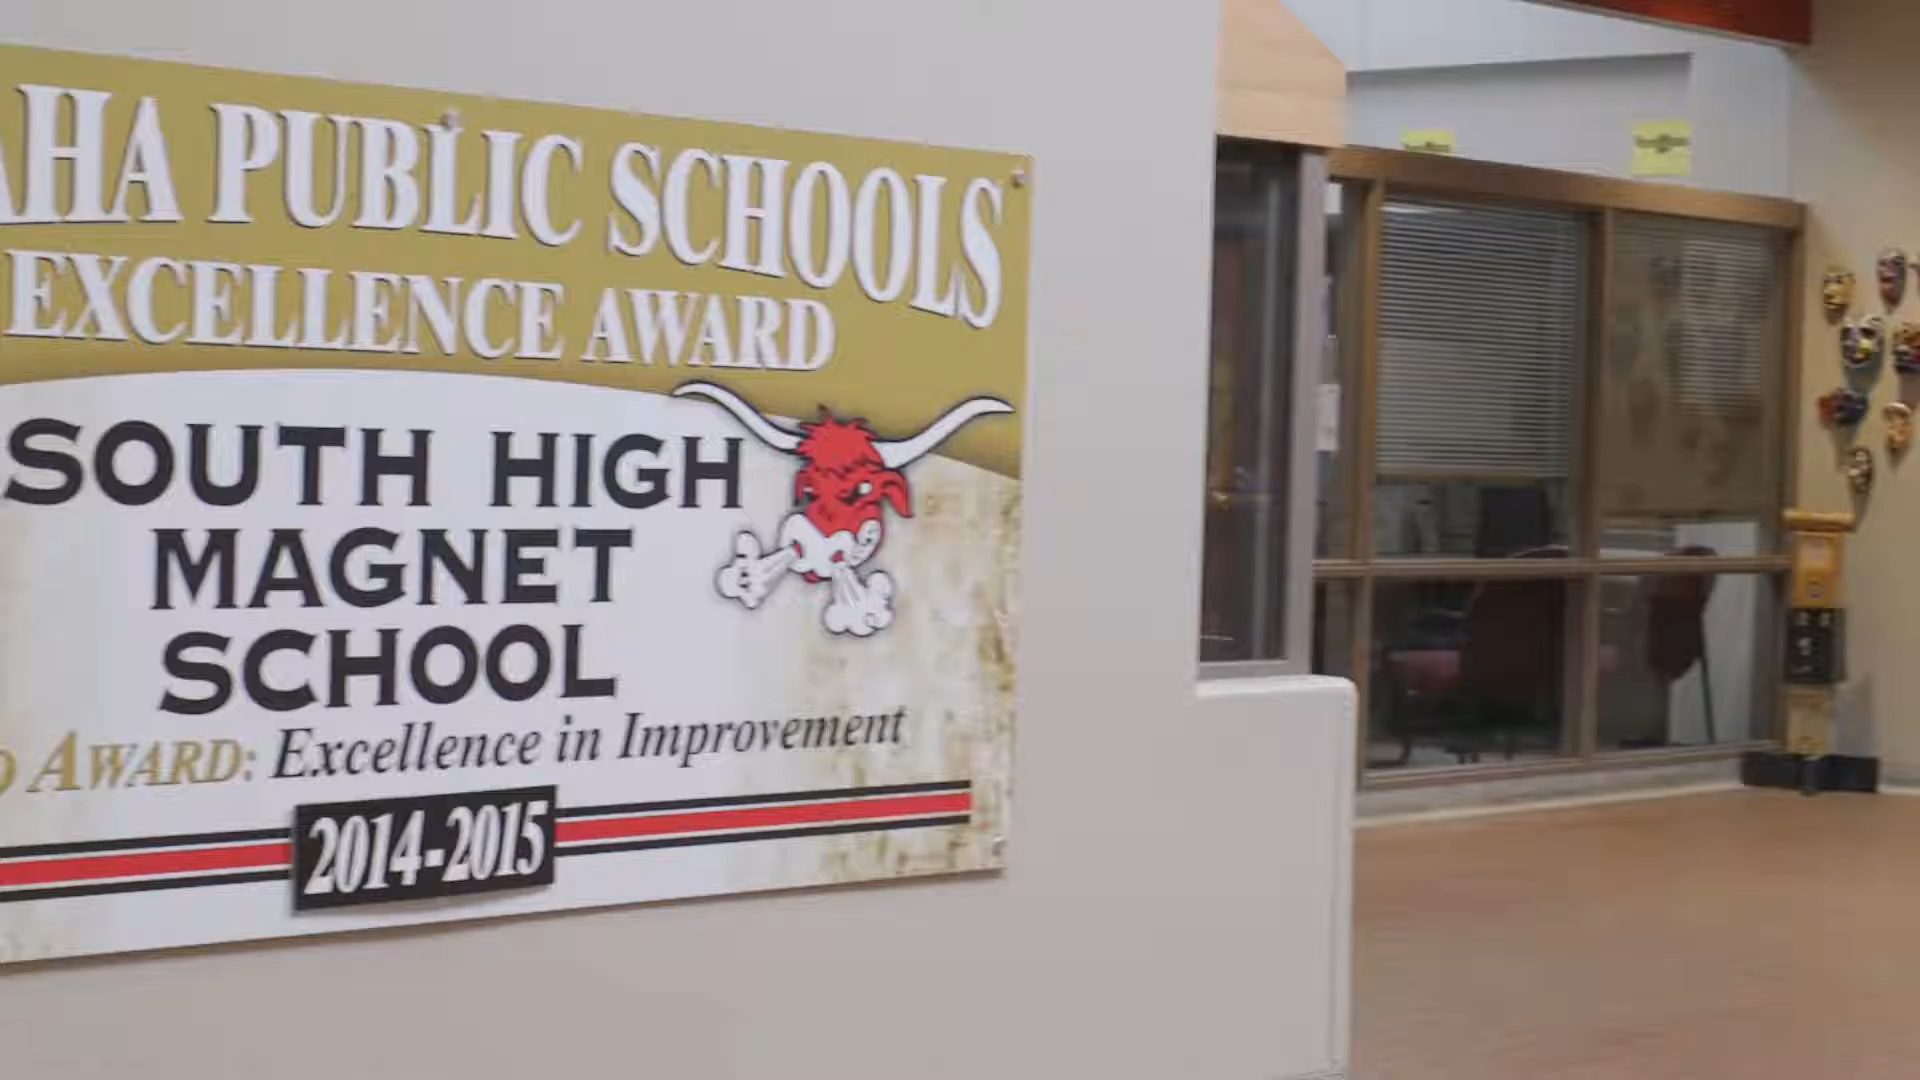 AHA PUBLIC SCHOOLS
EXCELLENCE AWARD
SOUTH HIGH
MAGNET
SCHOOL
AWARD: Excellence in Improvement
2014-2015